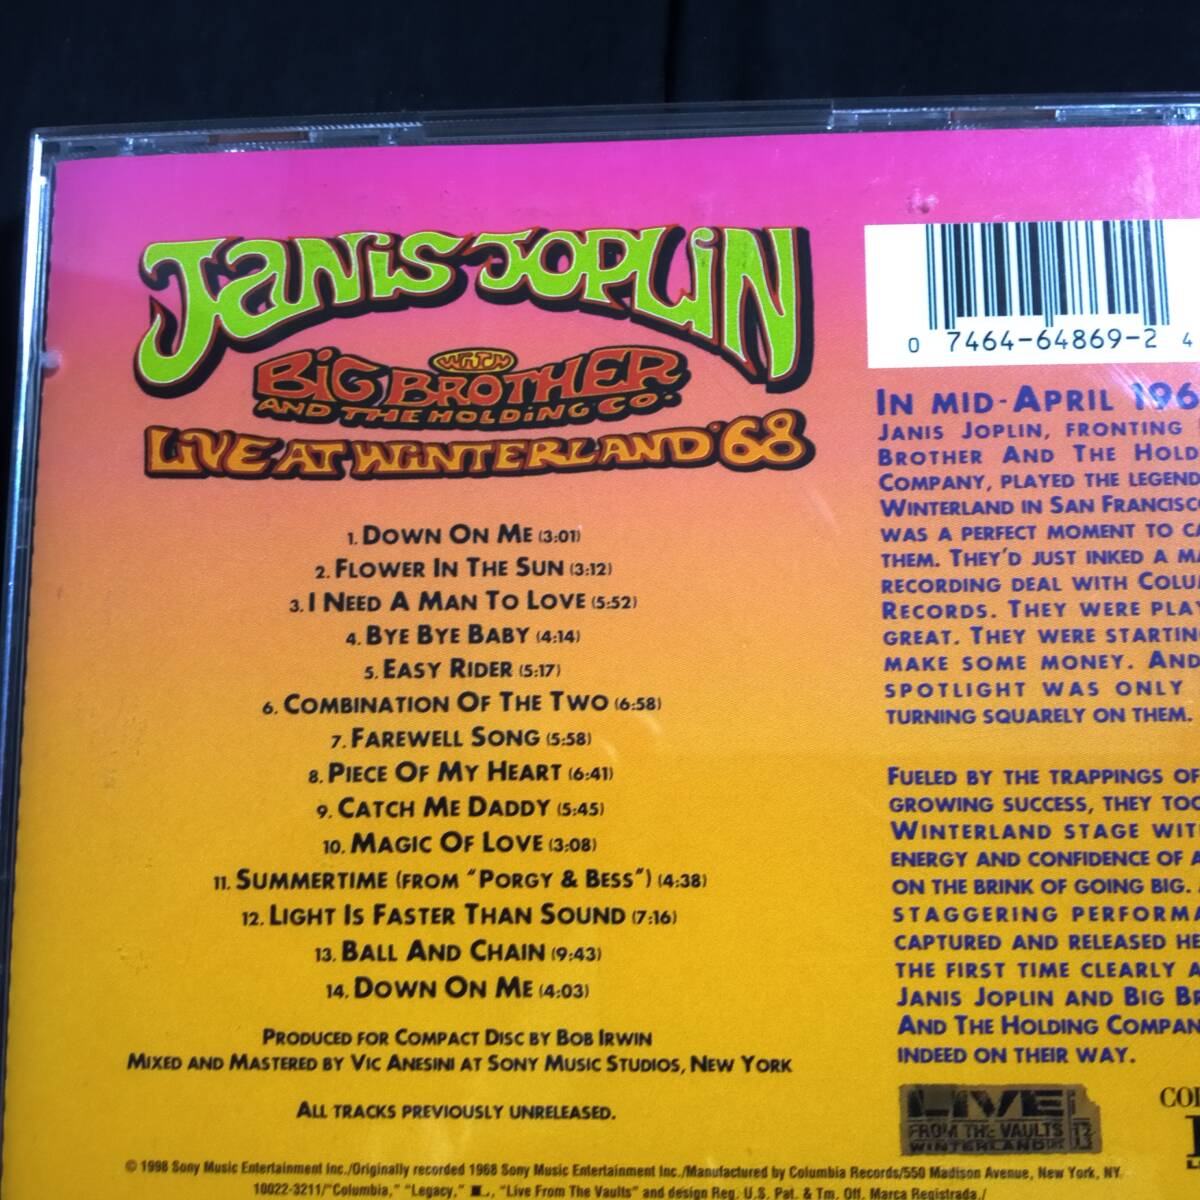 JANIS JOPLIN
WITH
BIG BROTHER
AND THE HOLDING CO.
LIVE AT WINTERLAND '68
1. DOWN ON ME (3:01)
2. FLOWER IN THE SUN (3:12)
3. I NEED A MAN TO LOVE (5:52)
4. BYE BYE BABY (4:14)
5. EASY RIDER (5:17)
6. COMBINATION OF THE TWO (6:58)
7. FAREWELL SONG (5:58)
8. PIECE OF MY HEART (6:41)
9. CATCH ME DADDY (5:45)
10. MAGIC OF LOVE (3:08)
11. SUMMERTIME (FROM "PORGY & BESS") (4:38)
12. LIGHT IS FASTER THAN SOUND (7:16)
13. BALL AND CHAIN (9:43)
14. DOWN ON ME (4:03)
PRODUCED FOR COMPACT DISC BY BOB IRWIN
MIXED AND MASTERED BY VIC ANESINI AT SONY MUSIC STUDIOS, NEW YORK
ALL TRACKS PREVIOUSLY UNRELEASED.
© 1998 Sony Music Entertainment Inc./Originally recorded 1968 Sony Music Entertainment Inc./Manufactured by Columbia Records/550 Madison Avenue, New York, NY.
10022-3211/"Columbia," "Legacy," "Live From The Vaults" and design Reg. U.S. Pat. & Tm. Off. Marca Registrada./
0 7464-64869-2 4
IN MID-APRIL 196
JANIS JOPLIN, FRONTING
BROTHER AND THE HOLD
COMPANY, PLAYED THE LEGEND
WINTERLAND IN SAN FRANCISC
WAS A PERFECT MOMENT TO CA
THEM. THEY'D JUST INKED A MA
RECORDING DEAL WITH COLU
RECORDS. THEY WERE PLAY
GREAT. THEY WERE STARTIN
MAKE SOME MONEY. AND
SPOTLIGHT WAS ONLY
TURNING SQUARELY ON THEM.
FUELED BY THE TRAPPINGS OF
GROWING SUCCESS, THEY TOO
WINTERLAND STAGE WIT
ENERGY AND CONFIDENCE OF A
ON THE BRINK OF GOING BIG.
STAGGERING PERFORMA
CAPTURED AND RELEASED HE
THE FIRST TIME CLEARLY A
JANIS JOPLIN AND BIG BR
AND THE HOLDING COMPAN
INDEED ON THEIR WAY.
LIVE
FROM THE VAULTS
WINTERLAND
COL